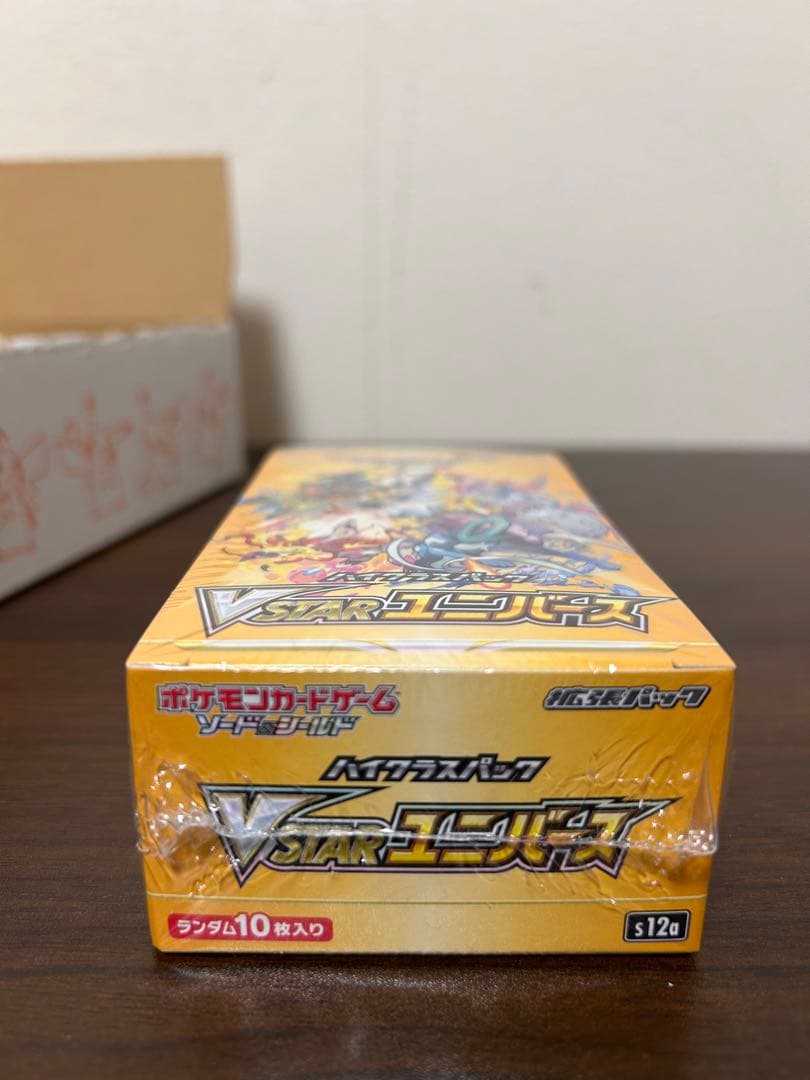 ハイクラスパック
VSTARユニバース
ポケモンカードゲーム
ソード&シールド
拡張パック
ハイクラスパック
VSTARユニバース
ランダム10枚入り
s12a